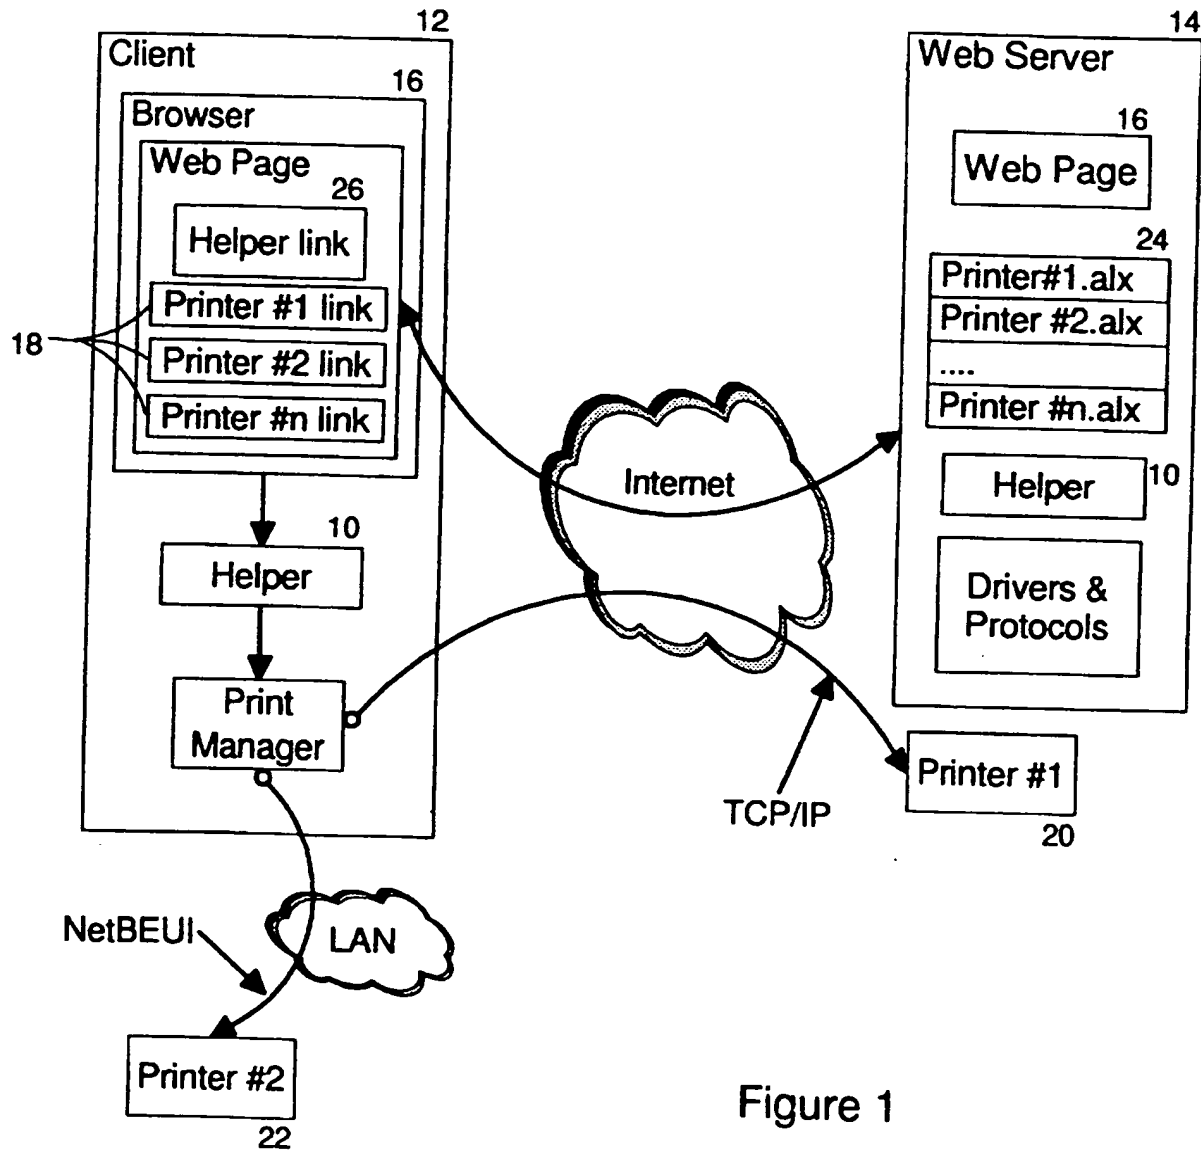 12
Client
16
Browser
Web Page
26
Helper link
Printer #1 link
18
Printer #2 link
Printer #n link
10
Helper
Print
Manager
NetBEUI
LAN
Printer #2
22
Internet
TCP/IP
14
Web Server
16
Web Page
24
Printer#1.alx
Printer #2.alx
....
Printer #n.alx
Helper
10
Drivers &
Protocols
Printer #1
20
Figure 1